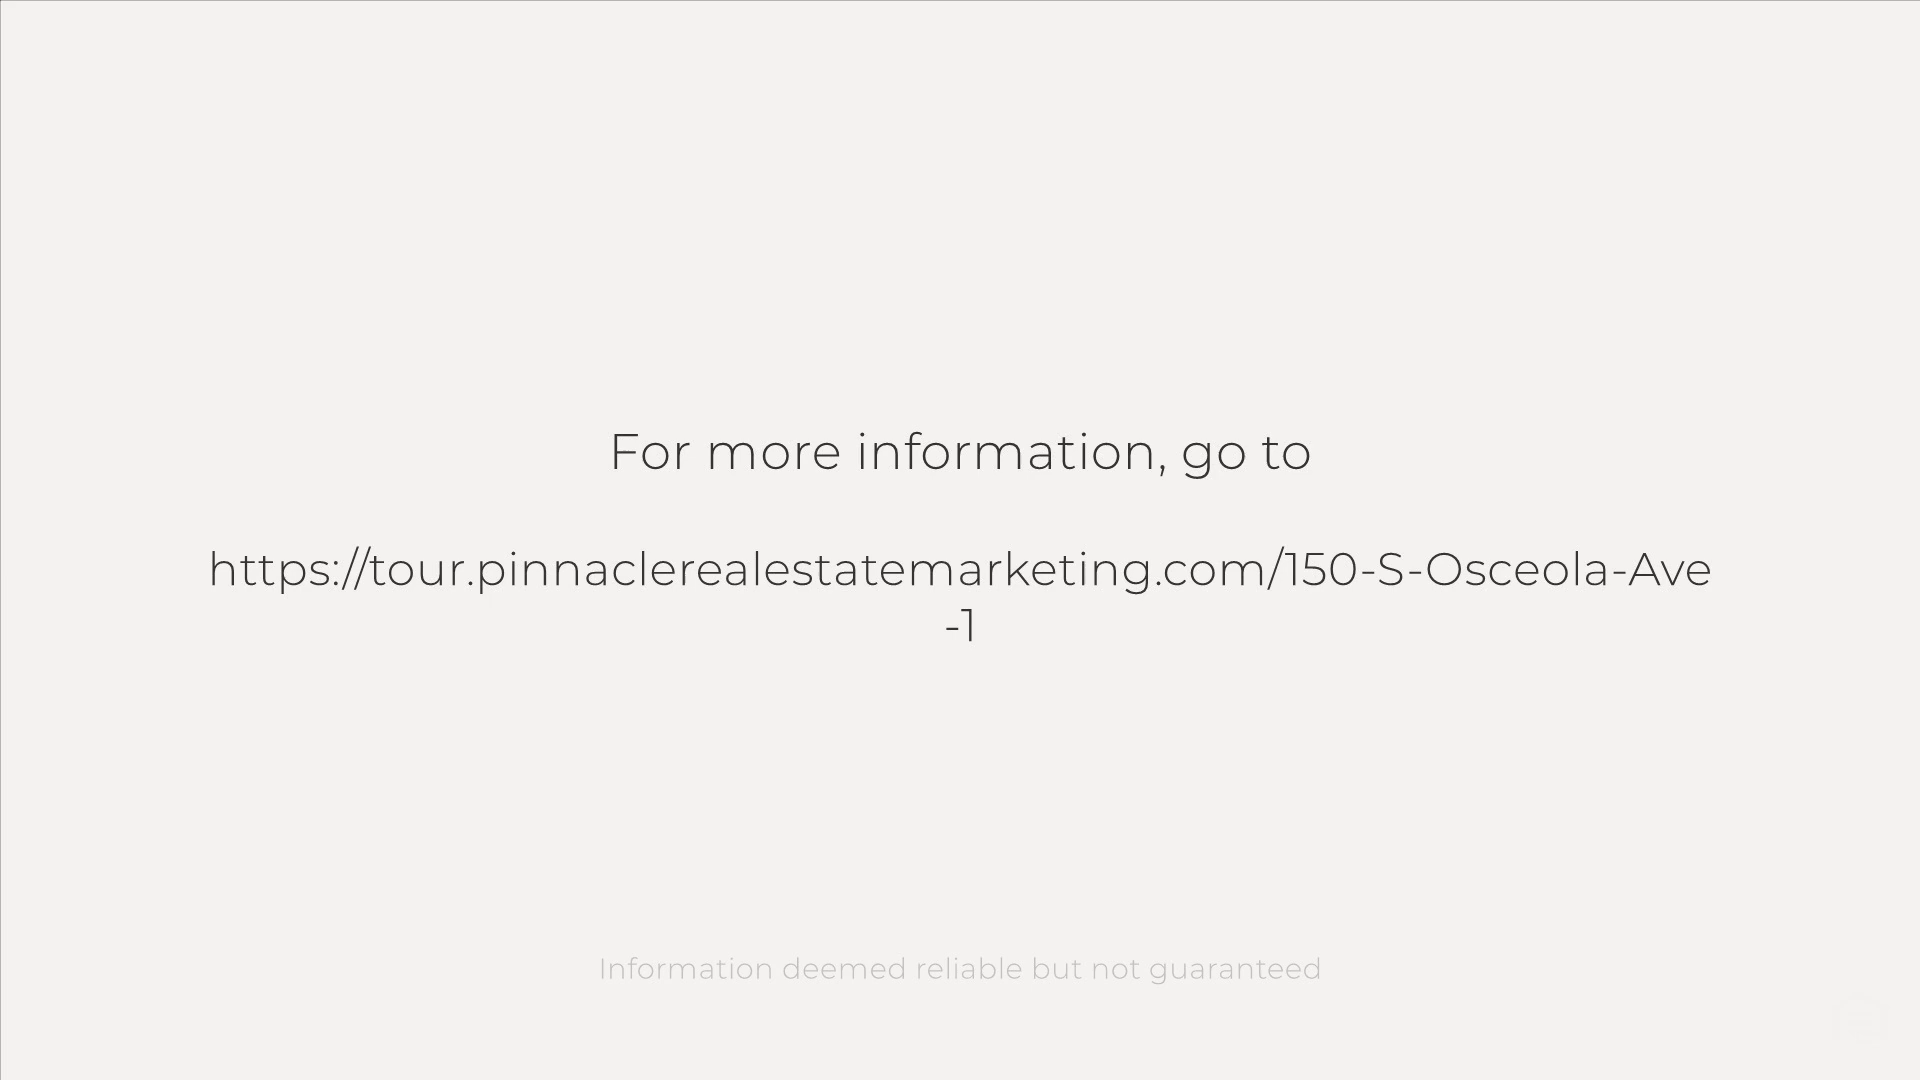 For more information, go to
https://tour.pinnaclerealestatemarketing.com/150-S-Osceola-Ave
-1
Information deemed reliable but not guaranteed